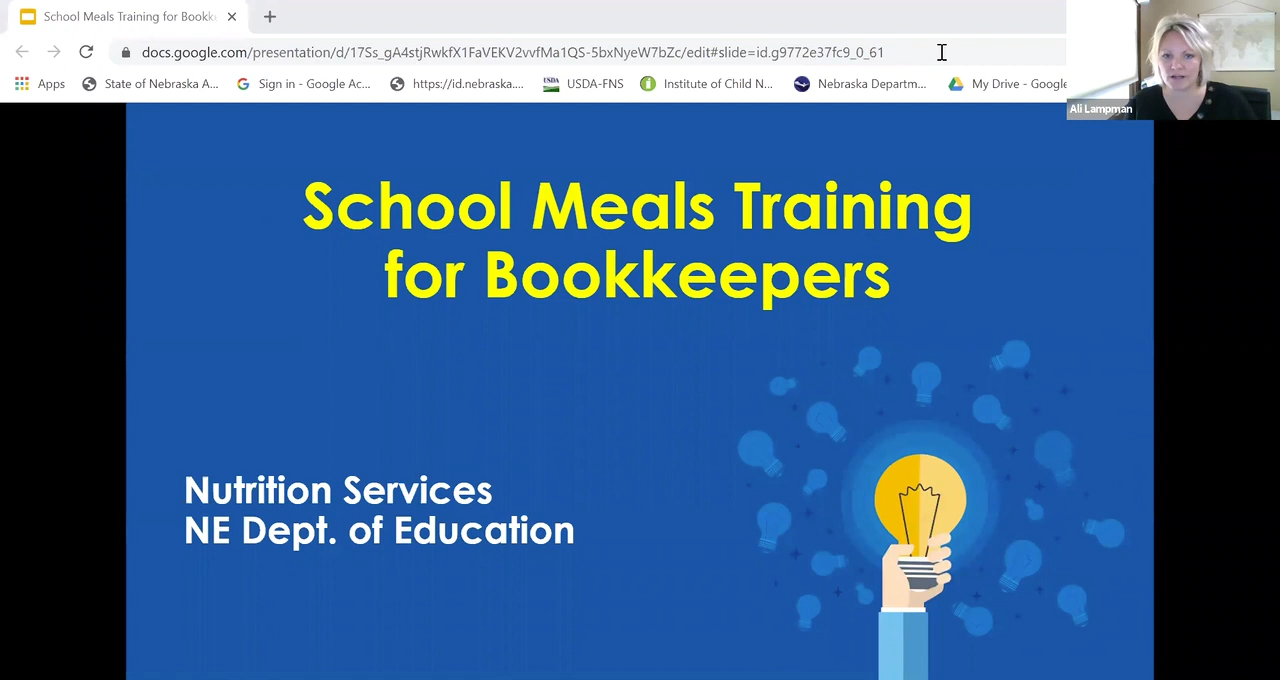 School Meals Training for Bookke
docs.google.com/presentation/d/17Ss_gA4stjRwkfX1FaVEKV2vvfMa1QS-5bxNyeW7bZc/edit#slide=id.g9772e37fc9_0_61
Apps State of Nebraska A... Sign in - Google Ac... https://id.nebraska.... USDA-FNS Institute of Child N... Nebraska Departm... My Drive - Google
Ali Lampman
School Meals Training
for Bookkeepers
Nutrition Services
NE Dept. of Education